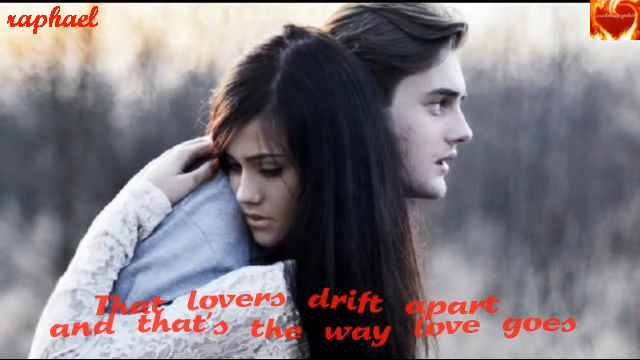 raphael
That lovers drift apart
and that's the way love goes